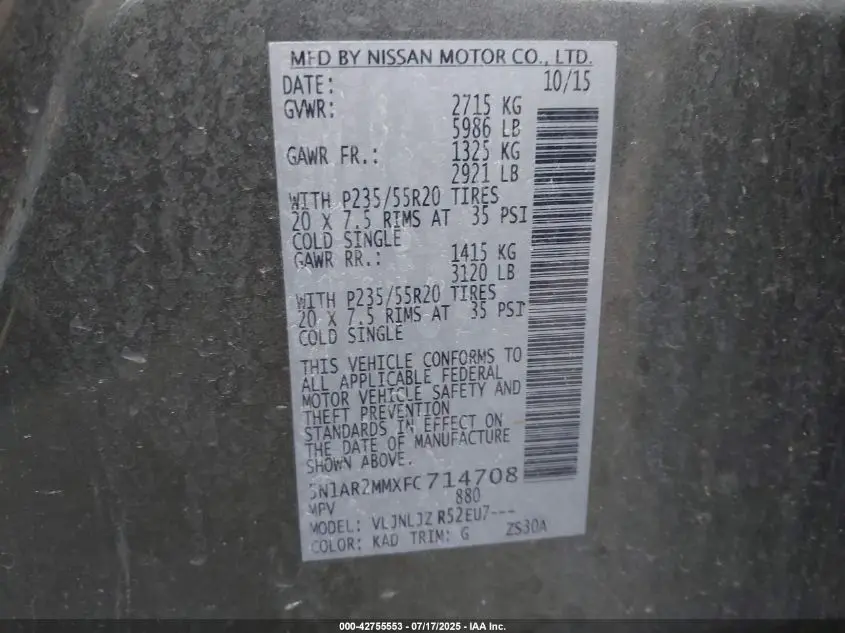 MFD BY NISSAN MOTOR CO., LTD.
DATE: 10/15
GVWR: 2715 KG
5986 LB
GAWR FR.: 1325 KG
2921 LB
WITH P235/55R20 TIRES
20 X 7.5 RIMS AT 35 PSI
COLD SINGLE
GAWR RR.: 1415 KG
3120 LB
WITH P235/55R20 TIRES
20 X 7.5 RIMS AT 35 PSI
COLD SINGLE
THIS VEHICLE CONFORMS TO
ALL APPLICABLE FEDERAL
MOTOR VEHICLE SAFETY AND
THEFT PREVENTION
STANDARDS IN EFFECT ON
THE DATE OF MANUFACTURE
SHOWN ABOVE.
5N1AR2MMXFC714708
MPV 880
MODEL: VLJNLJZ R52EU7---
COLOR: KAD TRIM: G ZS30A
000-42755553 - 07/17/2025 - IAA Inc.